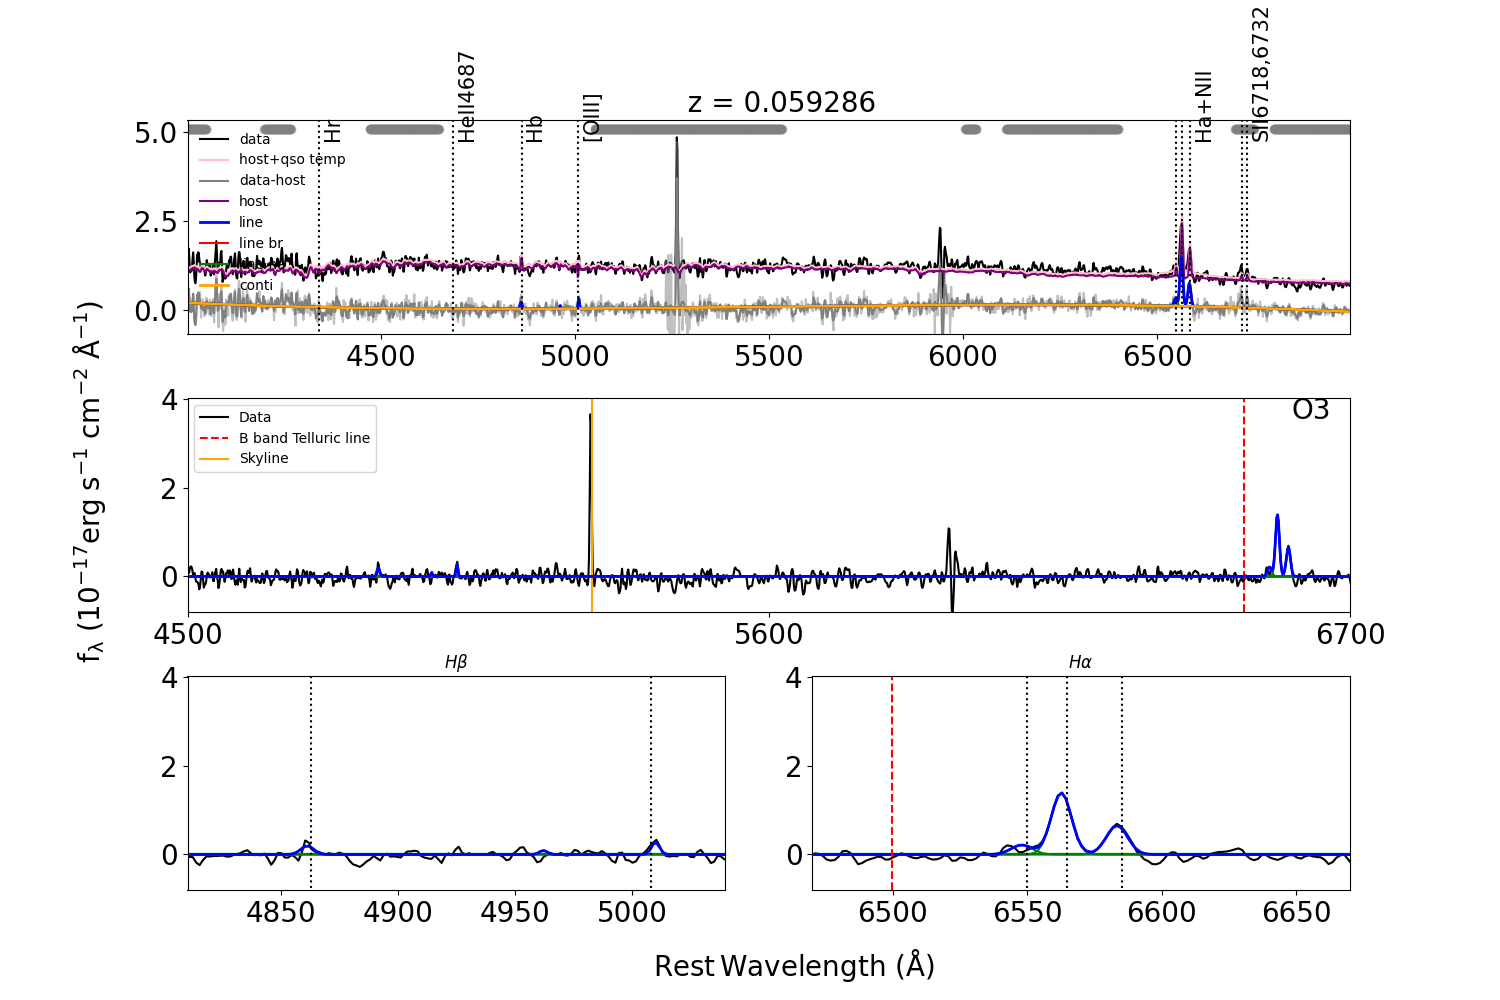 z = 0.059286
Hr
HeII4687
Hb
[OIII]
Ha+NII
SII6718,6732
data
host+qso temp
data-host
host
line
line br
conti
5.0
2.5
0.0
4500 5000 5500 6000 6500
f_λ (10^{-17} erg s^{-1} cm^{-2} Å^{-1})
O3
Data
B band Telluric line
Skyline
4
2
0
4500 5600 6700
Hβ
4
2
0
4850 4900 4950 5000
Hα
4
2
0
6500 6550 6600 6650
Rest Wavelength (Å)